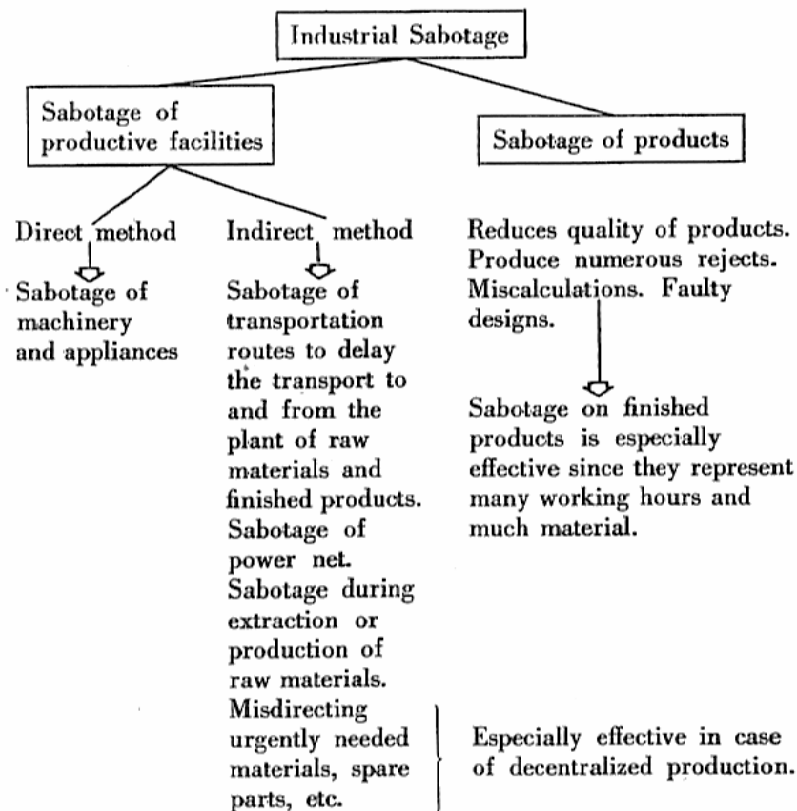 Industrial Sabotage
Sabotage of
productive facilities
Sabotage of products
Direct method
Sabotage of
machinery
and appliances
Indirect method
Sabotage of
transportation
routes to delay
the transport to
and from the
plant of raw
materials and
finished products.
Sabotage of
power net.
Sabotage during
extraction or
production of
raw materials.
Misdirecting
urgently needed
materials, spare
parts, etc.
Especially effective in case
of decentralized production.
Reduces quality of products.
Produce numerous rejects.
Miscalculations. Faulty
designs.
Sabotage on finished
products is especially
effective since they represent
many working hours and
much material.